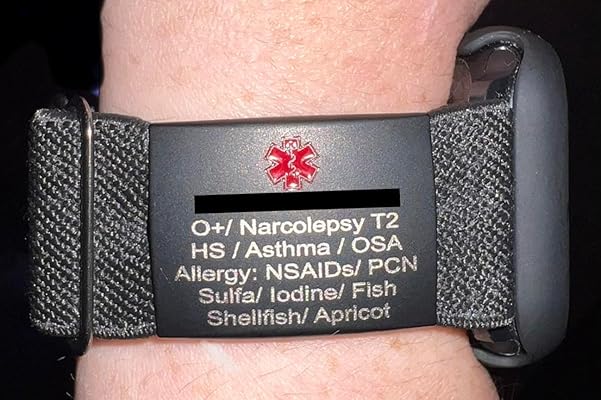 O+/ Narcolepsy T2
HS / Asthma / OSA
Allergy: NSAIDs/ PCN
Sulfa/ Iodine/ Fish
Shellfish/ Apricot